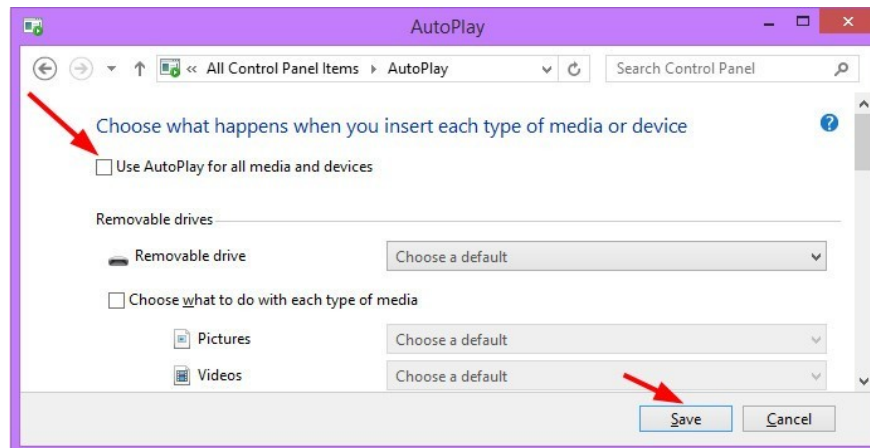 AutoPlay
« All Control Panel Items AutoPlay Search Control Panel
Choose what happens when you insert each type of media or device
Use AutoPlay for all media and devices
Removable drives
Removable drive Choose a default
Choose what to do with each type of media
Pictures Choose a default
Videos Choose a default
Save Cancel